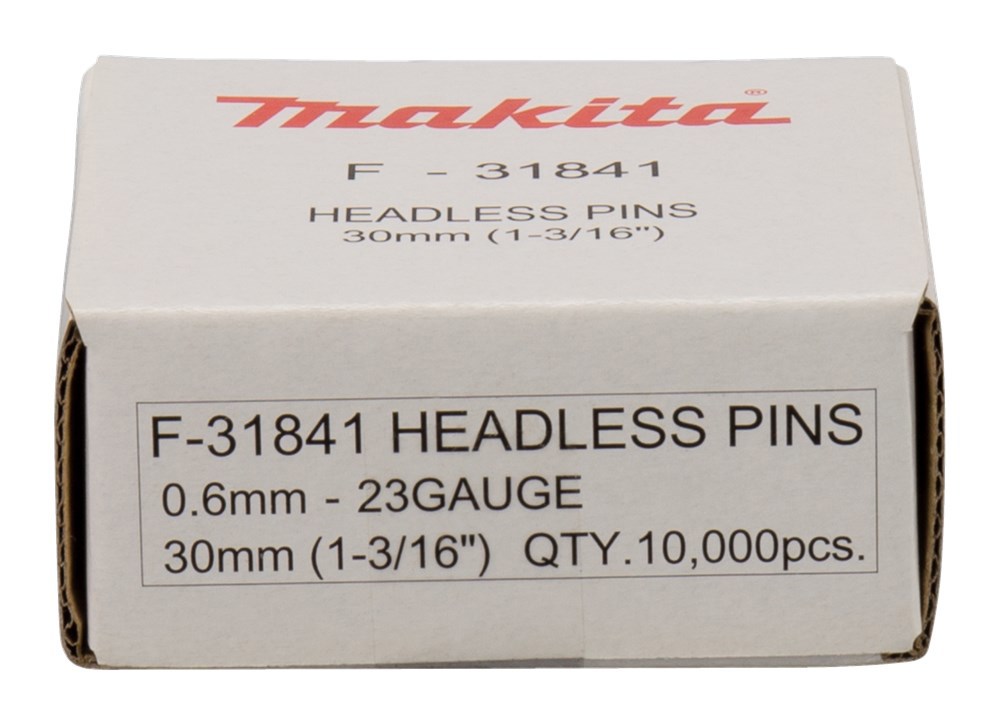 makita®
F - 31841
HEADLESS PINS
30mm (1-3/16")
F-31841 HEADLESS PINS
0.6mm - 23GAUGE
30mm (1-3/16") QTY.10,000pcs.